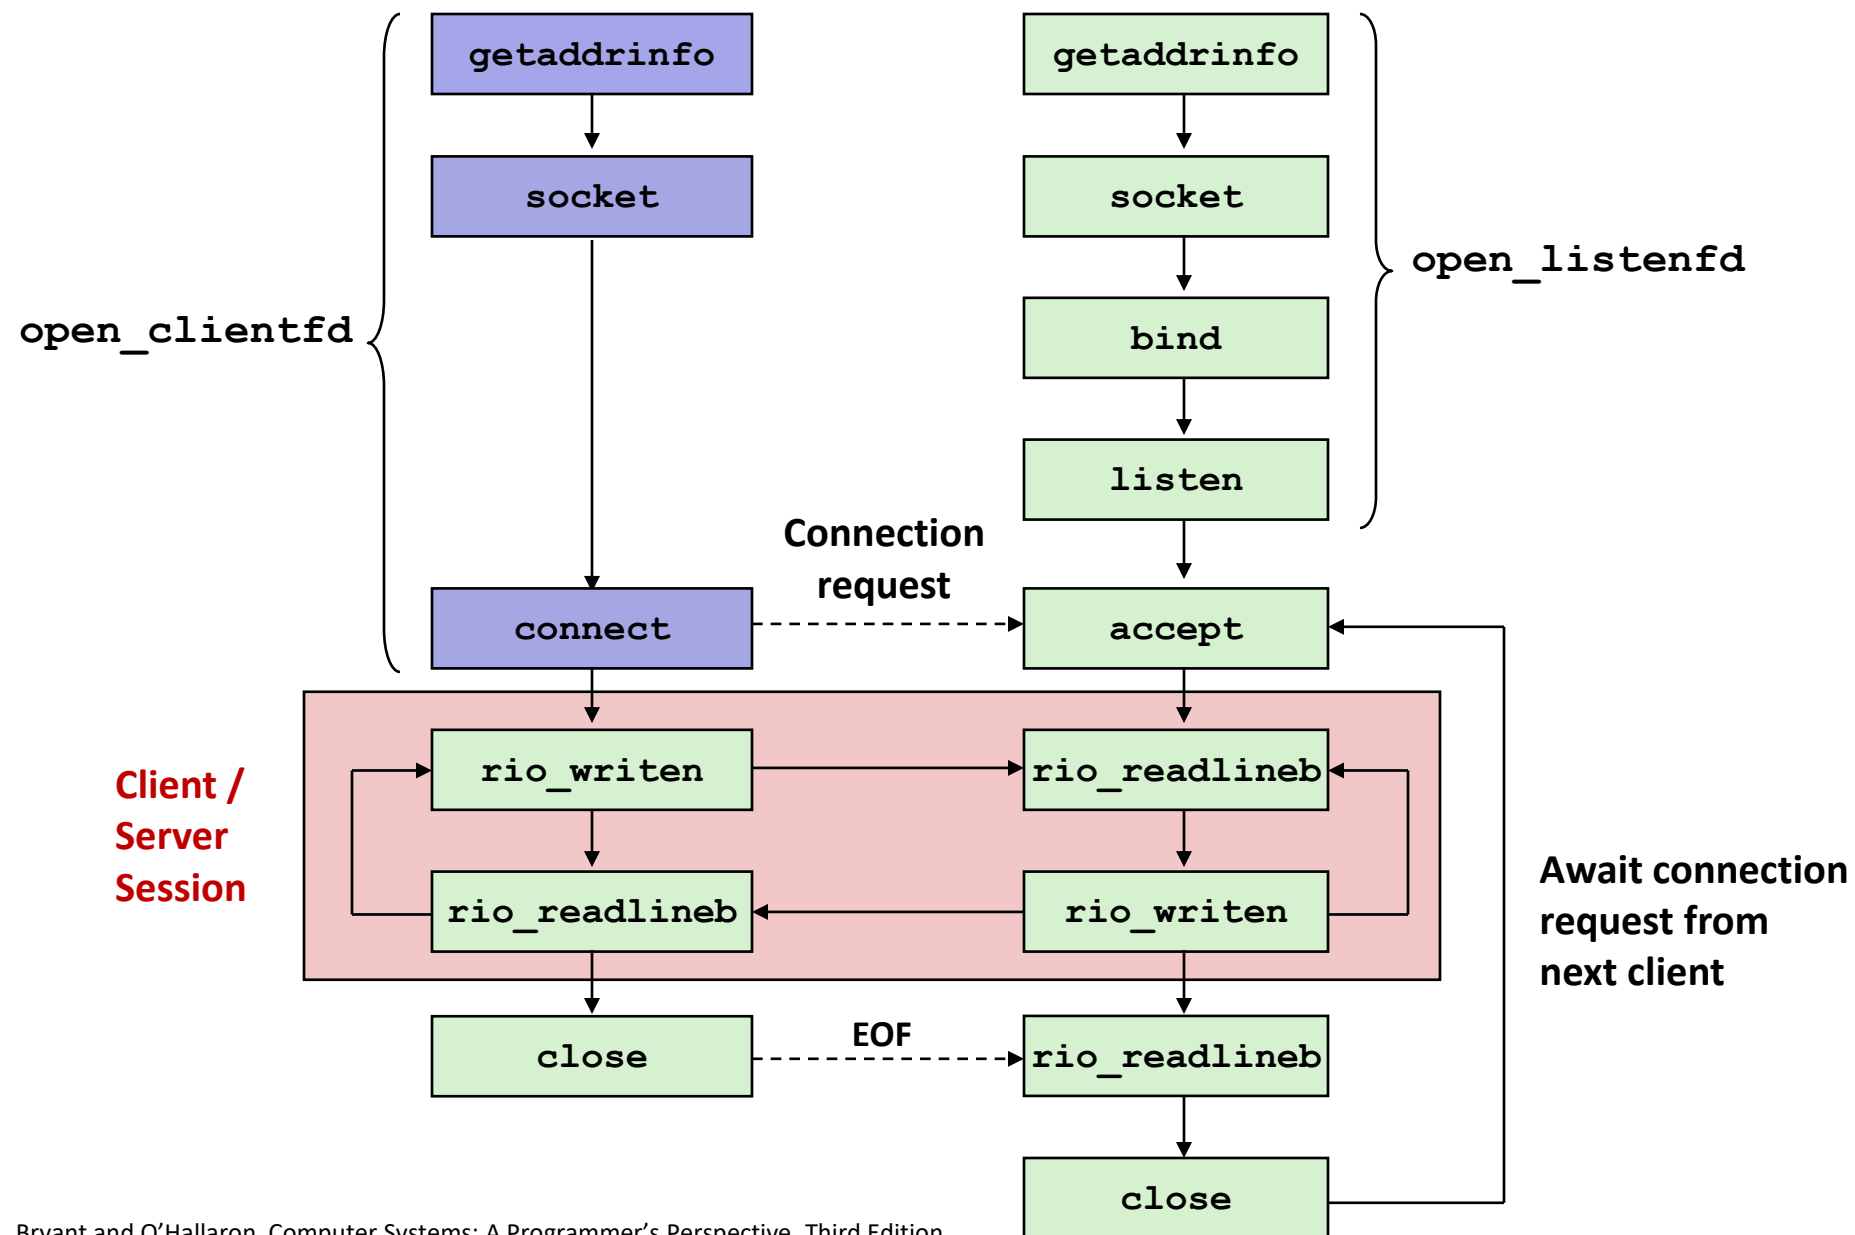 getaddrinfo
getaddrinfo
socket
socket
open_listenfd
open_clientfd
bind
listen
Connection
request
connect
accept
Client /
Server
Session
rio_writen
rio_readlineb
rio_readlineb
rio_writen
Await connection
request from
next client
close
EOF
rio_readlineb
close
Bryant and O'Hallaron, Computer Systems: A Programmer's Perspective, Third Edition